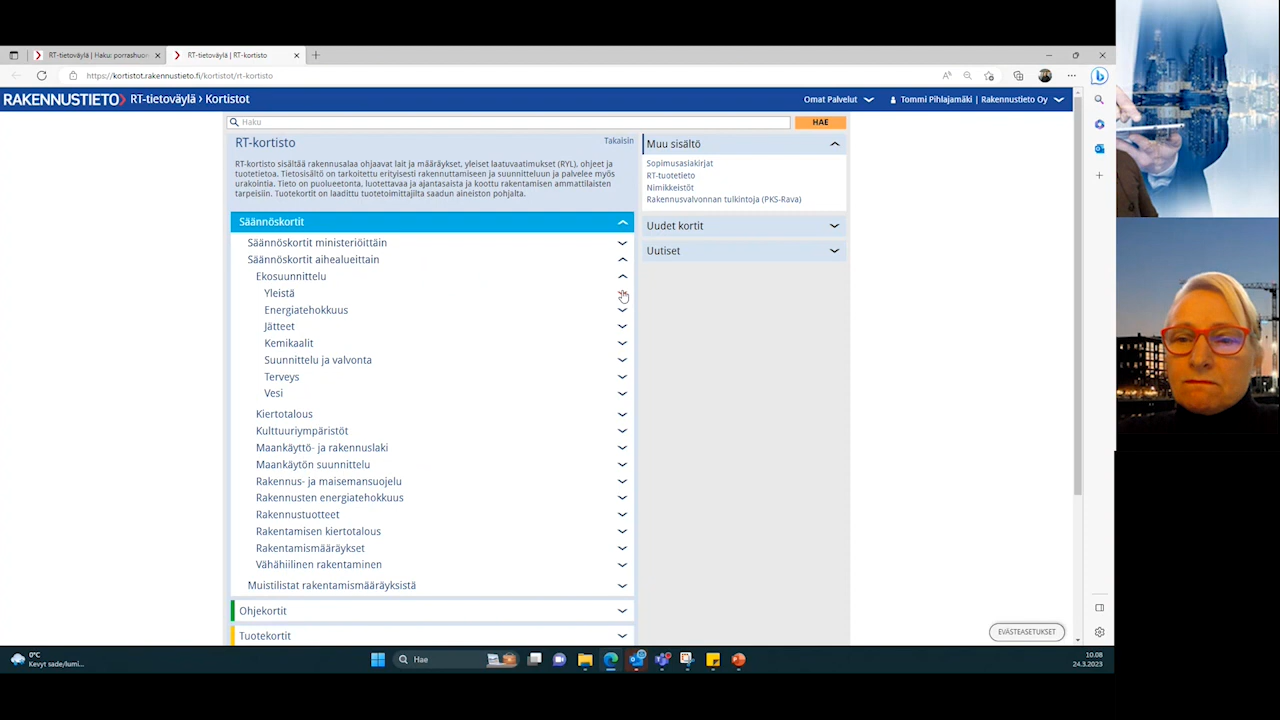 RT-tietoväylä | Haku: porrashuo
RT-tietoväylä | RT-kortisto
https://kortistot.rakennustieto.fi/kortistot/rt-kortisto
RAKENNUSTIETO RT-tietoväylä › Kortistot
Omat Palvelut
Tommi Pihlajamäki | Rakennustieto Oy
Haku
HAE
RT-kortisto
Takaisin
RT-kortisto sisältää rakennusalaa ohjaavat lait ja määräykset, yleiset laatuvaatimukset (RYL), ohjeet ja
tuotetietoa. Tietosisältö on tarkoitettu erityisesti rakennuttamiseen ja suunnitteluun ja palvelee myös
urakointia. Tieto on puolueetonta, luotettavaa ja ajantasaista ja koottu rakentamisen ammattilaisten
tarpeisiin. Tuotekortit on laadittu tuotetoimittajilta saadun aineiston pohjalta.
Säännöskortit
Säännöskortit ministeriöittäin
Säännöskortit aihealueittain
Ekosuunnittelu
Yleistä
Energiatehokkuus
Jätteet
Kemikaalit
Suunnittelu ja valvonta
Terveys
Vesi
Kiertotalous
Kulttuuriympäristöt
Maankäyttö- ja rakennuslaki
Maankäytön suunnittelu
Rakennus- ja maisemansuojelu
Rakennusten energiatehokkuus
Rakennustuotteet
Rakentamisen kiertotalous
Rakentamismääräykset
Vähähiilinen rakentaminen
Muistilistat rakentamismääräyksistä
Ohjekortit
Tuotekortit
Muu sisältö
Sopimusasiakirjat
RT-tuotetieto
Nimikkeistöt
Rakennusvalvonnan tulkintoja (PKS-Rava)
Uudet kortit
Uutiset
EVÄSTEASETUKSET
0°C
Kevyt sade/lumi...
Hae
10.08
24.3.2023